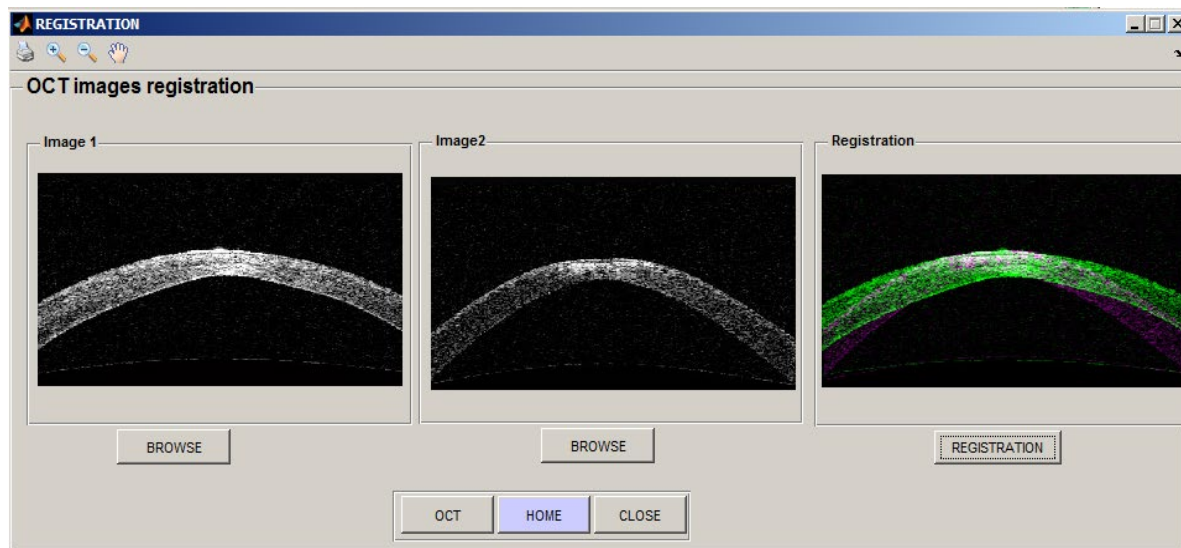 REGISTRATION
OCT images registration
Image 1
Image2
Registration
BROWSE
BROWSE
REGISTRATION
OCT
HOME
CLOSE